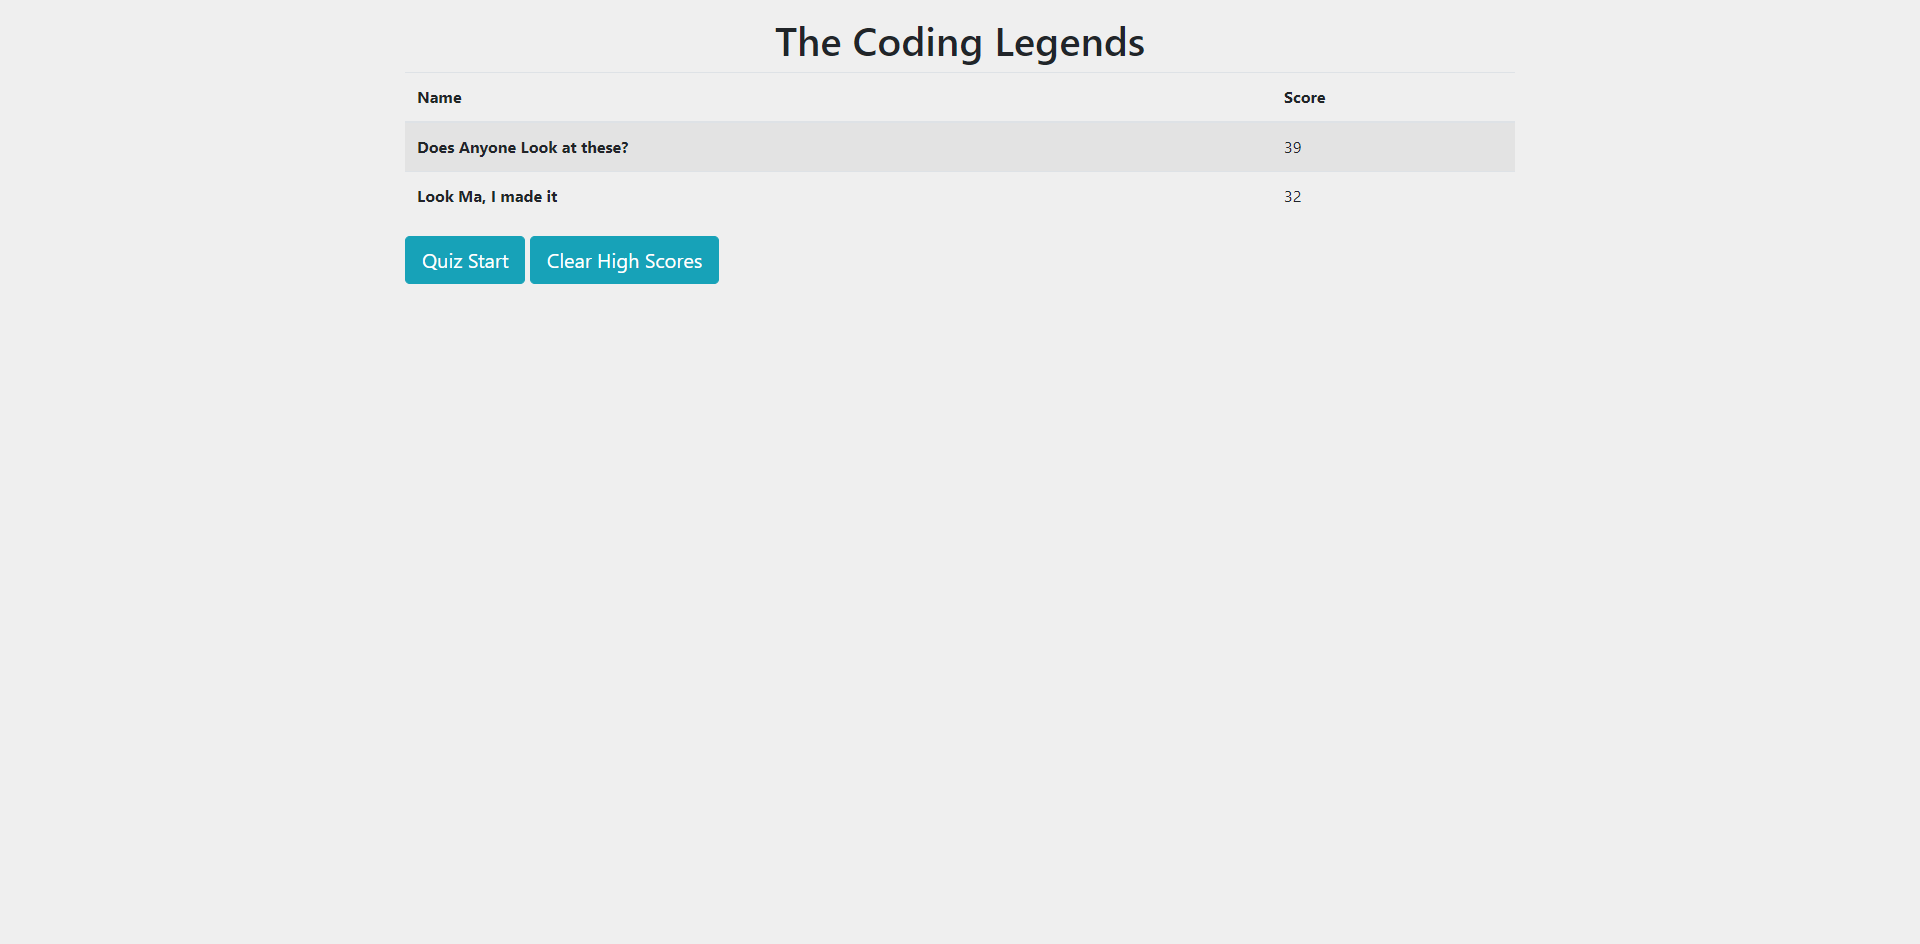 The Coding Legends
Name Score
Does Anyone Look at these? 39
Look Ma, I made it 32
Quiz Start Clear High Scores